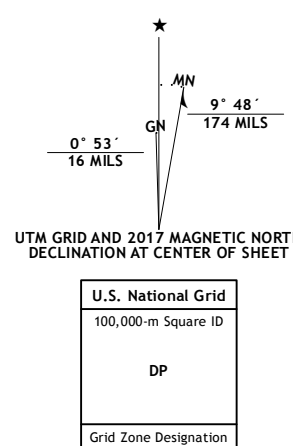 ★
MN
9° 48´
174 MILS
GN
0° 53´
16 MILS
UTM GRID AND 2017 MAGNETIC NORT
DECLINATION AT CENTER OF SHEET
U.S. National Grid
100,000-m Square ID
DP
Grid Zone Designation